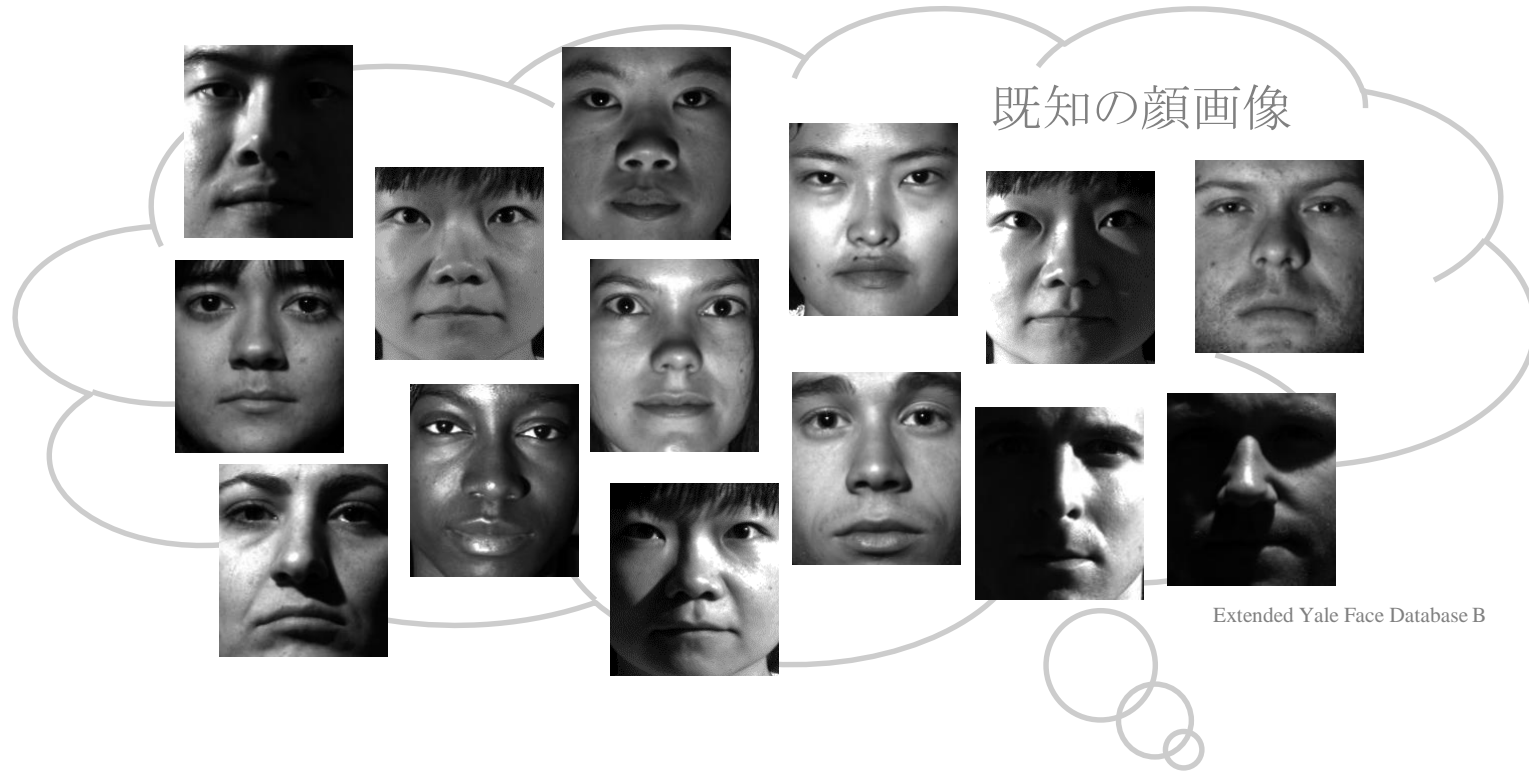 既知の顔画像
Extended Yale Face Database B